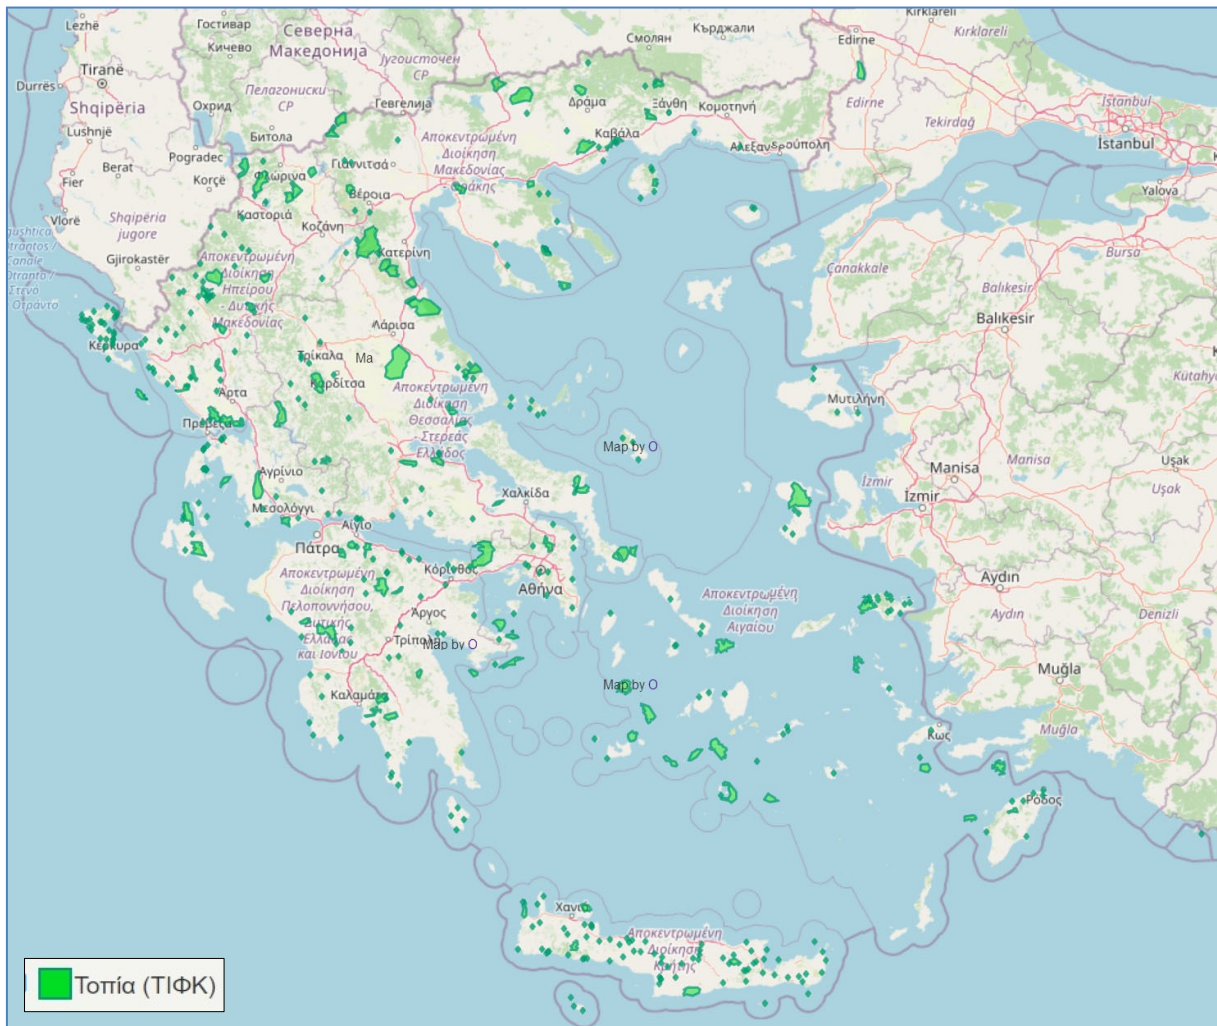 Kirklareli
Lezhë
Гостивар
Северна
Македонија
Кичево
Смолян
Кърджали
Edirne
Kırklareli
Југоисточен
СР
Tiranë
Durrës
Shqipëria
Пелагониски
СР
Охрид
Гевгелија
Битола
Δράμα
Ξάνθη
Κομοτηνή
Edirne
Tekirdağ
İstanbul
İstanbul
Lushnjë
Pogradec
Berat
Korçë
Fier
Vlorë
Shqipëria
jugore
Gjirokastër
Αποκεντρωμένη
Διοίκηση
Μακεδονίας
Καβάλα
Γιαννιτσά
Βέροια
Καστοριά
Κοζάνη
Κατερίνη
Yalova
Bursa
Çanakkale
Balıkesir
Balıkesir
Kütahya
Αποκεντρωμένη
Διοίκηση
Ηπείρου
- Δυτικής
Μακεδονίας
Κέρκυρα
Λάρισα
Τρίκαλα
Ma
Καρδίτσα
Άρτα
Πρέβεζα
Αποκεντρωμένη
Διοίκηση
Θεσσαλίας
- Στερεάς
Ελλάδος
Μυτιλήνη
Map by O
Manisa
Manisa
Uşak
Uşak
İzmir
İzmir
Αγρίνιο
Μεσολόγγι
Χαλκίδα
Αίγιο
Πάτρα
Κόρινθος
Αθήνα
Αποκεντρωμένη
Διοίκηση
Πελοποννήσου,
Δυτικής
Ελλάδας
και Ιονίου
Άργος
Τρίπολη
Map by O
Αποκεντρωμένη
Διοίκηση
Αιγαίου
Aydın
Aydın
Denizli
Map by O
Καλαμάτα
Muğla
Muğla
Κως
Ρόδος
Χανιά
Αποκεντρωμένη
Διοίκηση
Κρήτης
Τοπία (ΤΙΦΚ)